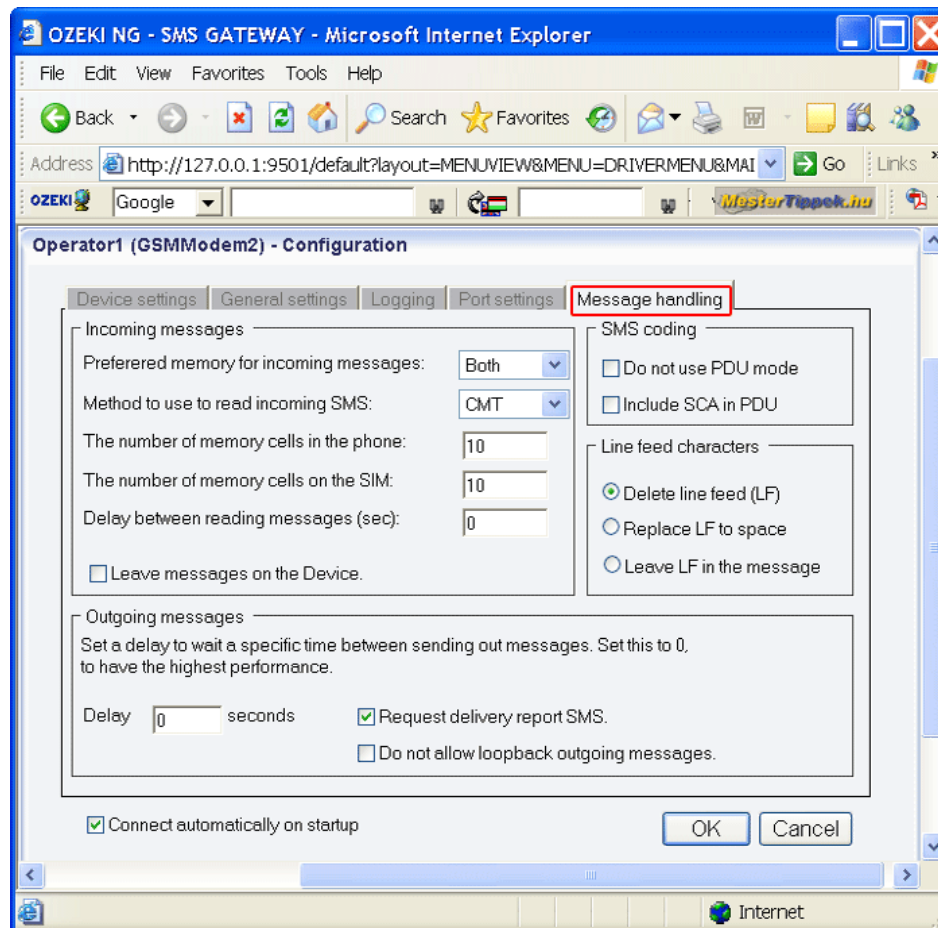 OZEKI NG - SMS GATEWAY - Microsoft Internet Explorer
File Edit View Favorites Tools Help
Back Search Favorites
Address http://127.0.0.1:9501/default?layout=MENUVIEW&MENU=DRIVERMENU&MAI Go Links
OZEKI Google MesterTippek.hu
Operator1 (GSMModem2) - Configuration
Device settings General settings Logging Port settings Message handling
Incoming messages
Preferered memory for incoming messages: Both
Method to use to read incoming SMS: CMT
The number of memory cells in the phone: 10
The number of memory cells on the SIM: 10
Delay between reading messages (sec): 0
Leave messages on the Device.
SMS coding
Do not use PDU mode
Include SCA in PDU
Line feed characters
Delete line feed (LF)
Replace LF to space
Leave LF in the message
Outgoing messages
Set a delay to wait a specific time between sending out messages. Set this to 0,
to have the highest performance.
Delay 0 seconds Request delivery report SMS.
Do not allow loopback outgoing messages.
Connect automatically on startup OK Cancel
Internet